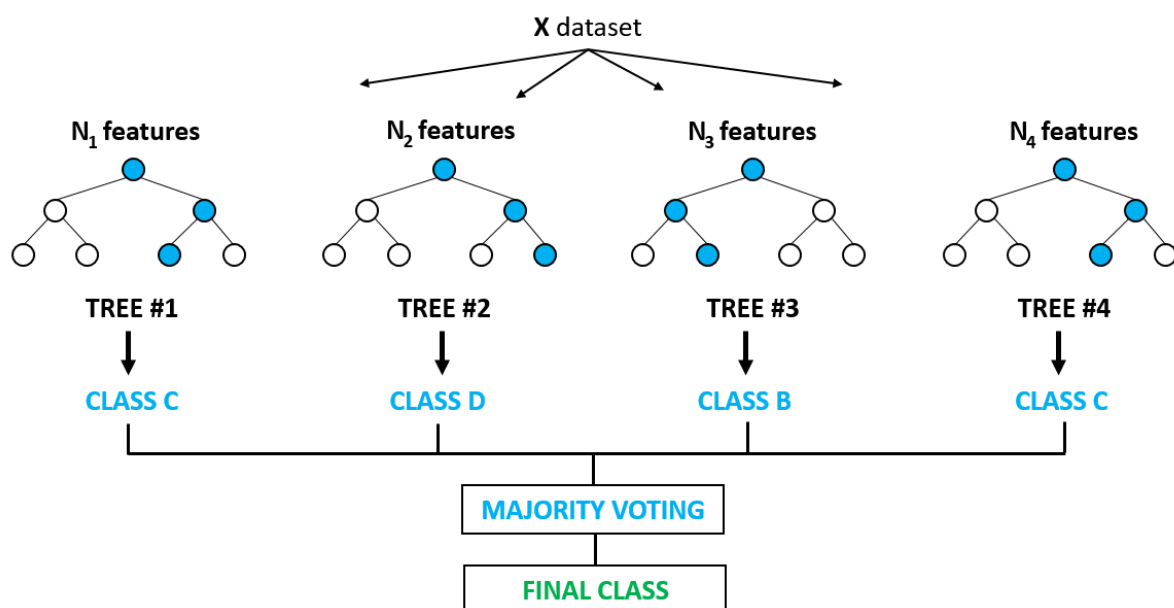 X dataset
N₁ features
N₂ features
N₃ features
N₄ features
TREE #1
TREE #2
TREE #3
TREE #4
CLASS C
CLASS D
CLASS B
CLASS C
MAJORITY VOTING
FINAL CLASS